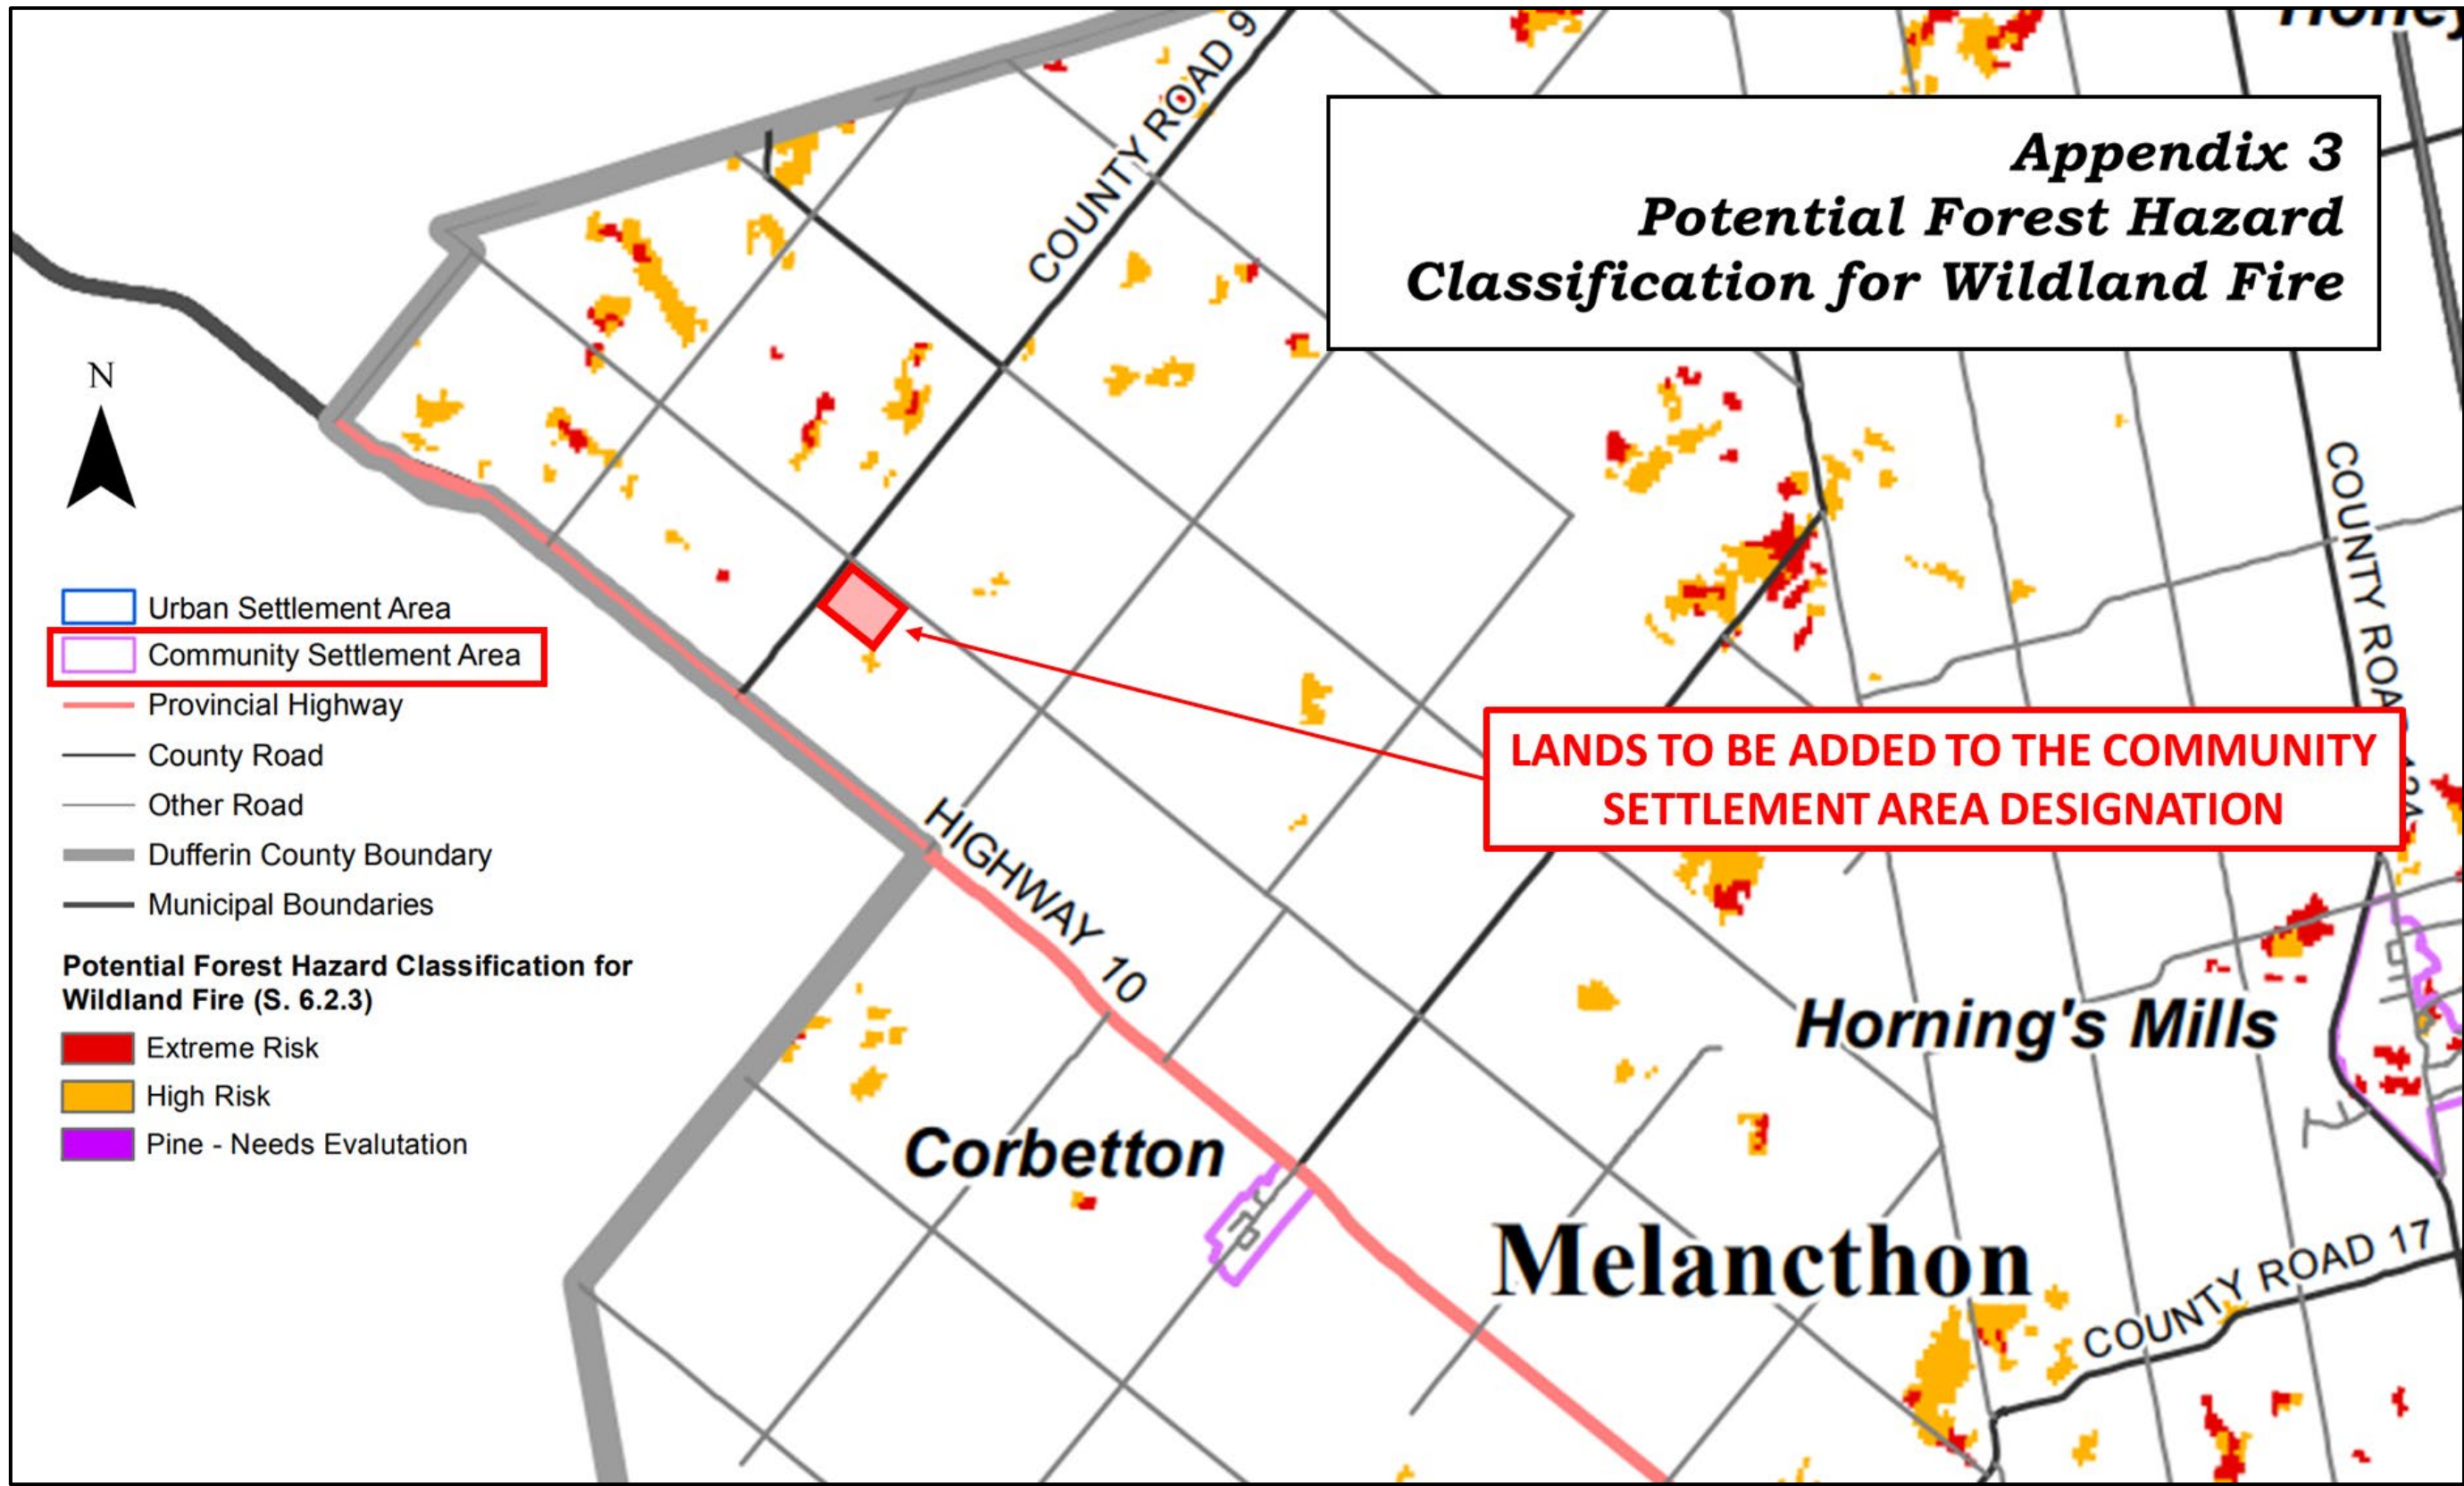 COUNTY ROAD 9
Appendix 3
Potential Forest Hazard
Classification for Wildland Fire
N
Urban Settlement Area
Community Settlement Area
Provincial Highway
County Road
Other Road
Dufferin County Boundary
Municipal Boundaries
Potential Forest Hazard Classification for
Wildland Fire (S. 6.2.3)
Extreme Risk
High Risk
Pine - Needs Evalutation
LANDS TO BE ADDED TO THE COMMUNITY
SETTLEMENT AREA DESIGNATION
COUNTY ROAD 124
HIGHWAY 10
Horning's Mills
Corbetton
Melancthon
COUNTY ROAD 17